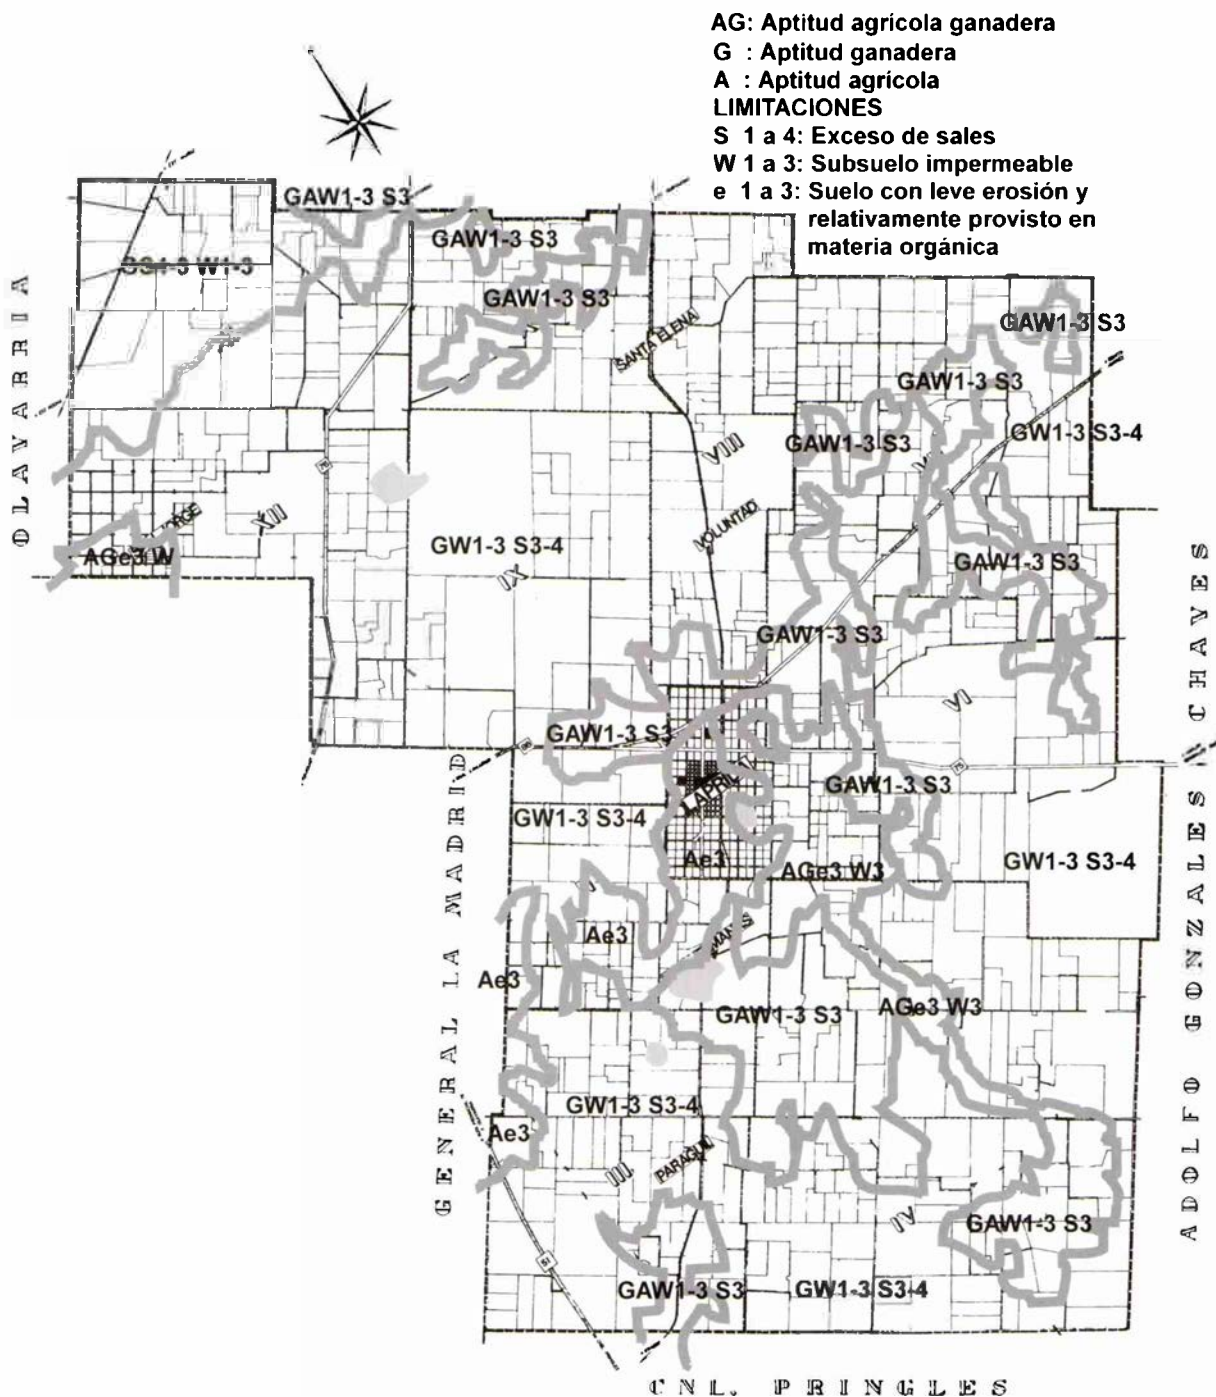 AG: Aptitud agrícola ganadera
G : Aptitud ganadera
A : Aptitud agrícola
LIMITACIONES
S 1 a 4: Exceso de sales
W 1 a 3: Subsuelo impermeable
e 1 a 3: Suelo con leve erosión y
relativamente provisto en
materia orgánica
GAW1-3 S3
GAW1-3 S3
W1-3
GAW1-3 S3
OLAVARRIA
SANTA ELENA
GAW1-3 S3
GAW1-3 S3
GAW1-3 S3
GW1-3 S3-4
VIII
XII
VOLUNTAD
AGe3 W
GW1-3 S3-4
IX
GAW1-3 S3
GAW1-3 S3
VI
GAW1-3 S3
86
75
GAW1-3 S3
GW1-3 S3-4
Ae3
AGe3 W3
GW1-3 S3-4
Ae3
Ae3
GAW1-3 S3
AGe3 W3
GENERAL LA MADRID
ADOLFO GONZALES CHAVES
GW1-3 S3-4
Ae3
PARAGUIL
III
IV
GAW1-3 S3
51
GAW1-3 S3
GW1-3 S3-4
CNL. PRINGLES